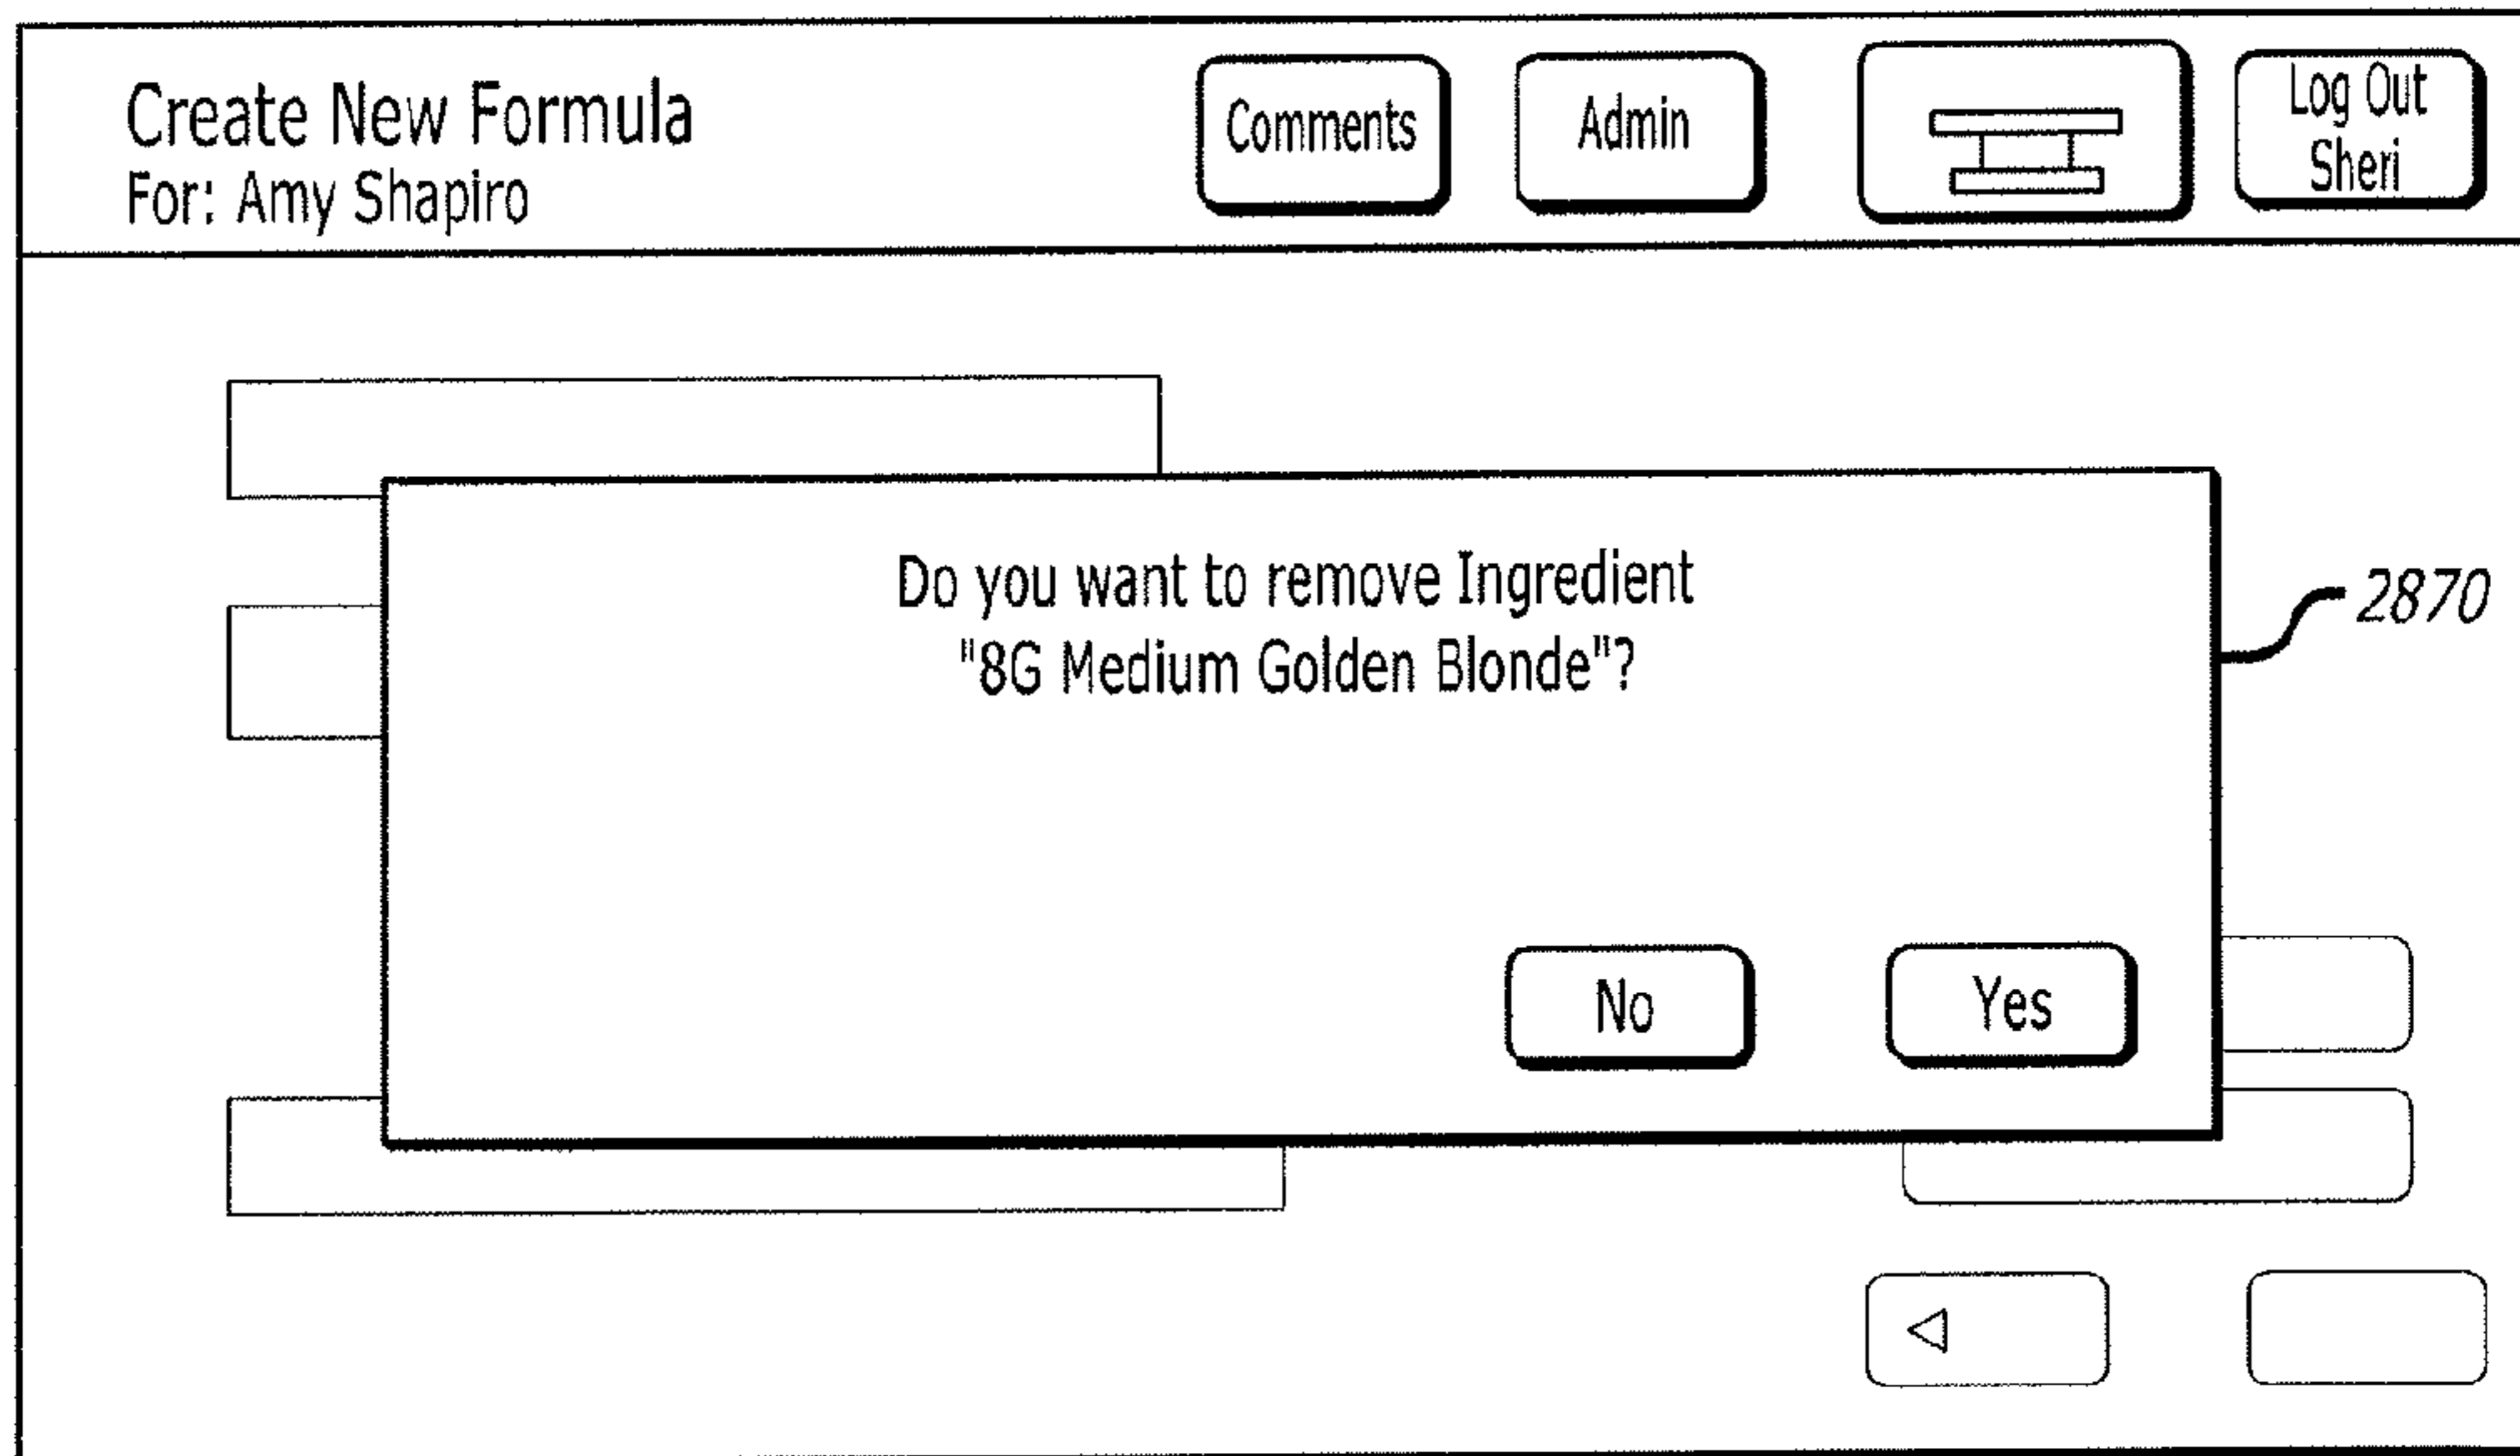 Create New Formula
For: Amy Shapiro
Comments
Admin
Log Out
Sheri
Do you want to remove Ingredient
"8G Medium Golden Blonde"?
2870
No
Yes